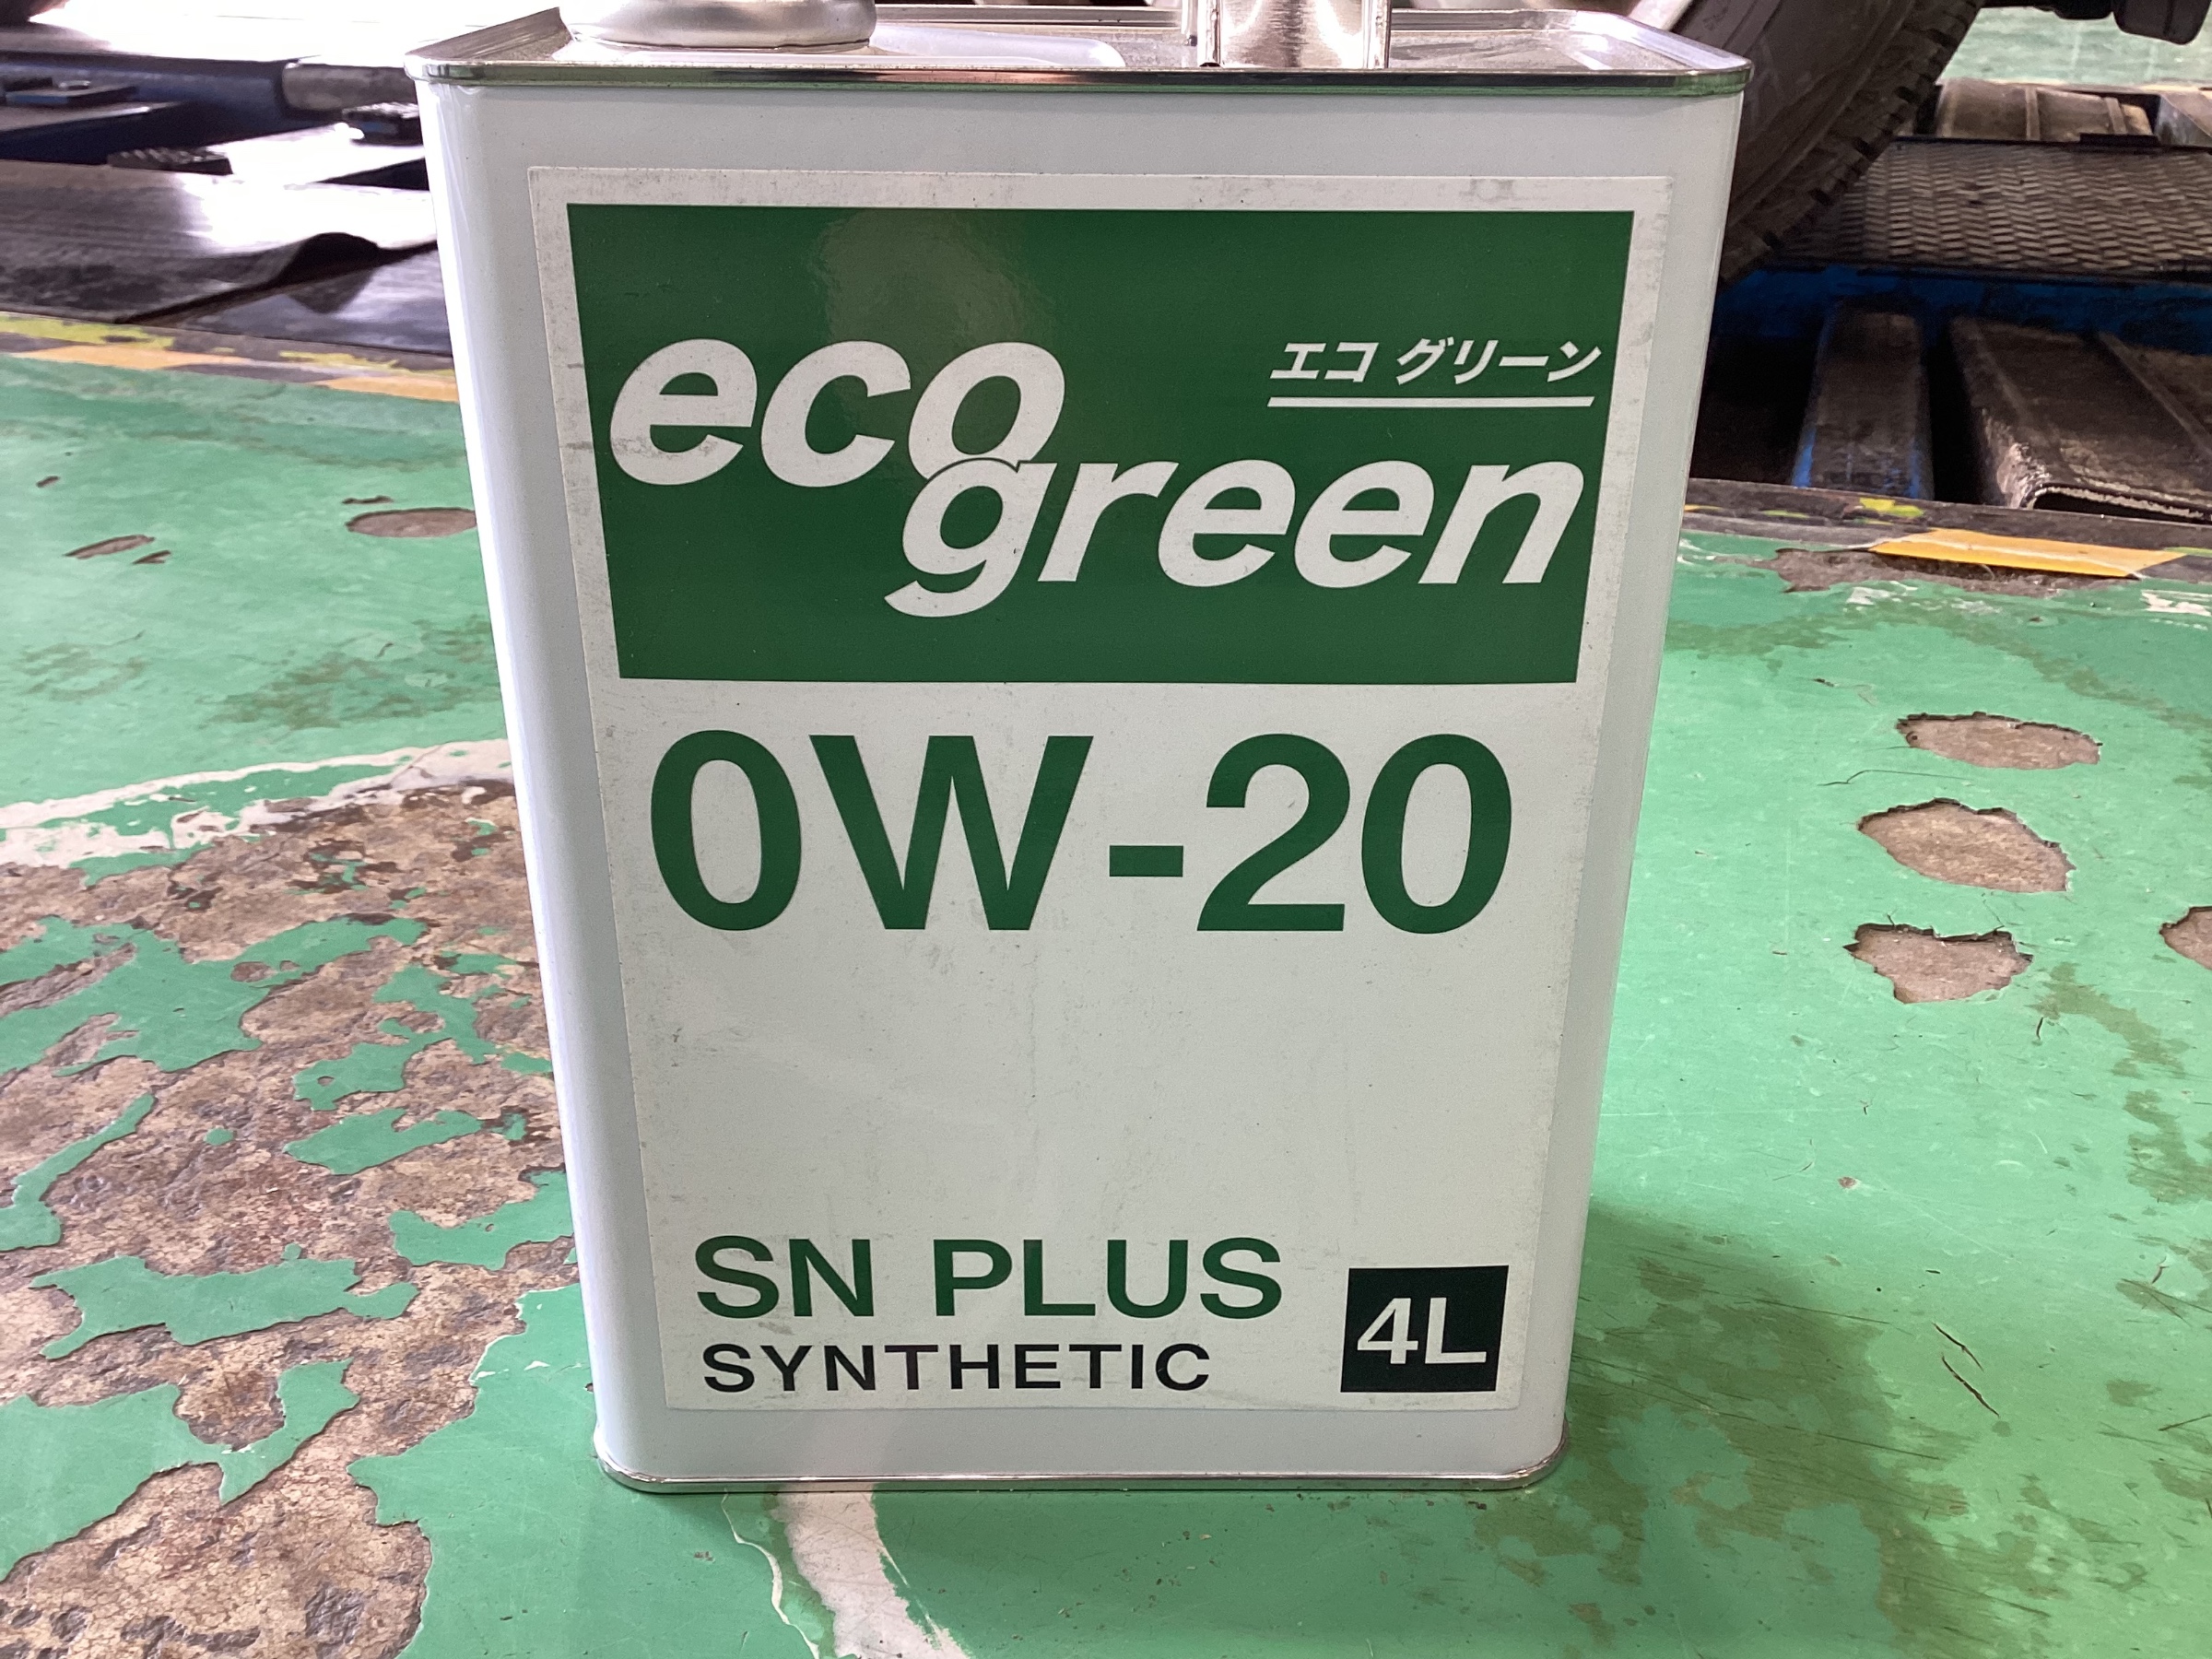 eco
エコ グリーン
green
0W-20
SN PLUS
SYNTHETIC
4L